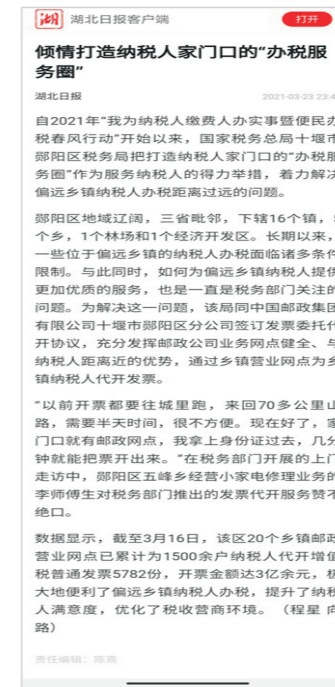 湖 湖北日报客户端 打开
倾情打造纳税人家门口的“办税服
务圈”
湖北日报 2021-03-23 23:4
自2021年“我为纳税人缴费人办实事暨便民办
税春风行动”开始以来，国家税务总局十堰市
郧阳区税务局把打造纳税人家门口的“办税服
务圈”作为服务纳税人的得力举措，着力解决
偏远乡镇纳税人办税距离过远的问题。
郧阳区地域辽阔，三省毗邻，下辖16个镇，
个乡，1个林场和1个经济开发区。长期以来，
一些位于偏远乡镇的纳税人办税面临诸多条件
限制。与此同时，如何为偏远乡镇纳税人提供
更加优质的服务，也是一直是税务部门关注的
问题。为解决这一问题，该局同中国邮政集团
有限公司十堰市郧阳区分公司签订发票委托代
开协议，充分发挥邮政公司业务网点健全、与
纳税人距离近的优势，通过乡镇营业网点为乡
镇纳税人代开发票。
“以前开票都要往城里跑，来回70多公里山
路，需要半天时间，很不方便。现在好了，家
门口就有邮政网点，我拿上身份证过去，几分
钟就能把票开出来。”在税务部门开展的上门
走访中，郧阳区五峰乡经营小家电修理业务的
李师傅生对税务部门推出的发票代开服务赞不
绝口。
数据显示，截至3月16日，该区20个乡镇邮政
营业网点已累计为1500余户纳税人代开增值
税普通发票5782份，开票金额达3亿余元，极
大地便利了偏远乡镇纳税人办税，提升了纳税
人满意度，优化了税收营商环境。（程星 向
路）
责任编辑：陈熹